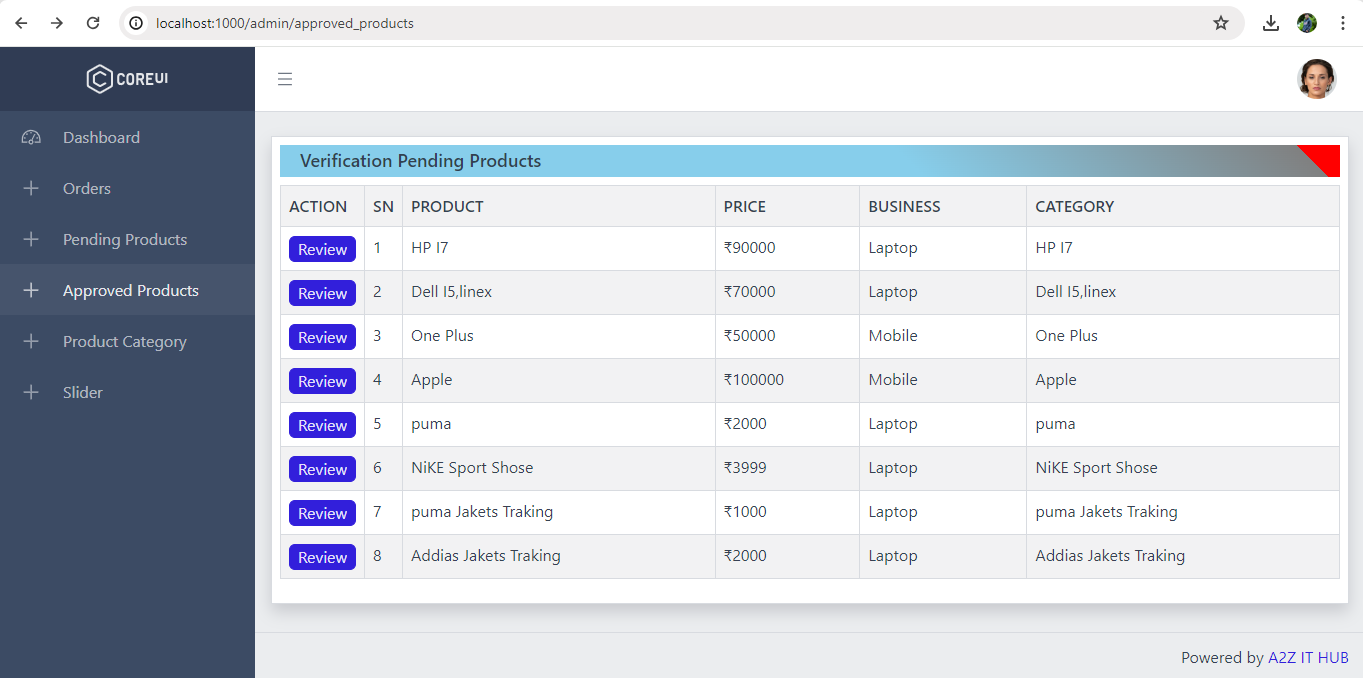 localhost:1000/admin/approved_products
COREUI
Dashboard
Orders
Pending Products
Approved Products
Product Category
Slider
Verification Pending Products
ACTION SN PRODUCT PRICE BUSINESS CATEGORY
Review 1 HP I7 ₹90000 Laptop HP I7
Review 2 Dell I5,linex ₹70000 Laptop Dell I5,linex
Review 3 One Plus ₹50000 Mobile One Plus
Review 4 Apple ₹100000 Mobile Apple
Review 5 puma ₹2000 Laptop puma
Review 6 NiKE Sport Shose ₹3999 Laptop NiKE Sport Shose
Review 7 puma Jakets Traking ₹1000 Laptop puma Jakets Traking
Review 8 Addias Jakets Traking ₹2000 Laptop Addias Jakets Traking
Powered by A2Z IT HUB